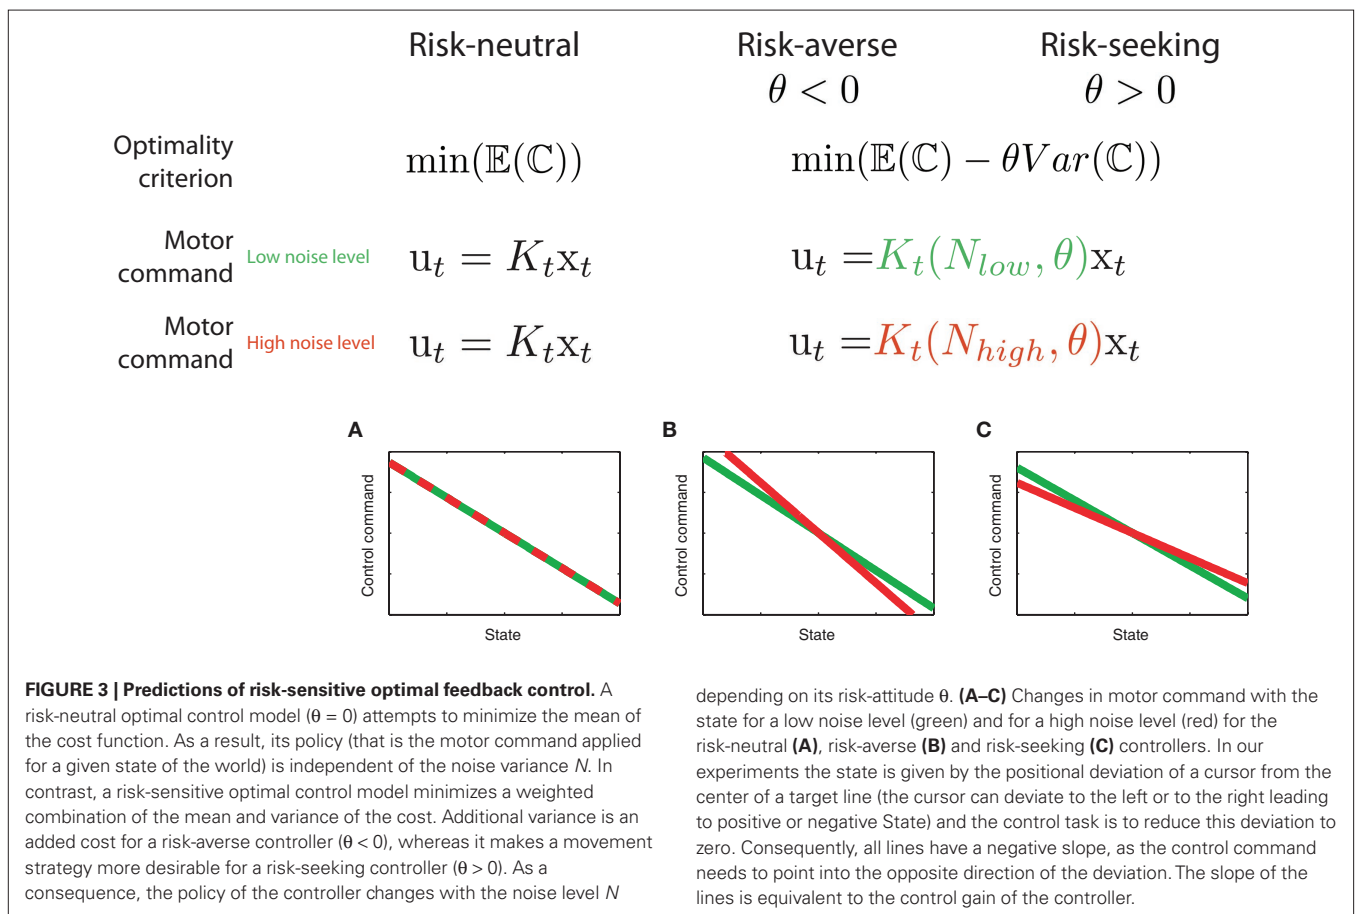 Risk-neutral Risk-averse Risk-seeking
θ < 0 θ > 0
Optimality
criterion
min(𝔼(ℂ)) min(𝔼(ℂ) − θVar(ℂ))
Motor
command
Low noise level
u_t = K_t x_t u_t = K_t(N_low, θ)x_t
Motor
command
High noise level
u_t = K_t x_t u_t = K_t(N_high, θ)x_t
A B C
Control command
State
Control command
State
Control command
State
FIGURE 3 | Predictions of risk-sensitive optimal feedback control. A
risk-neutral optimal control model (θ = 0) attempts to minimize the mean of
the cost function. As a result, its policy (that is the motor command applied
for a given state of the world) is independent of the noise variance N. In
contrast, a risk-sensitive optimal control model minimizes a weighted
combination of the mean and variance of the cost. Additional variance is an
added cost for a risk-averse controller (θ < 0), whereas it makes a movement
strategy more desirable for a risk-seeking controller (θ > 0). As a
consequence, the policy of the controller changes with the noise level N
depending on its risk-attitude θ. (A–C) Changes in motor command with the
state for a low noise level (green) and for a high noise level (red) for the
risk-neutral (A), risk-averse (B) and risk-seeking (C) controllers. In our
experiments the state is given by the positional deviation of a cursor from the
center of a target line (the cursor can deviate to the left or to the right leading
to positive or negative State) and the control task is to reduce this deviation to
zero. Consequently, all lines have a negative slope, as the control command
needs to point into the opposite direction of the deviation. The slope of the
lines is equivalent to the control gain of the controller.